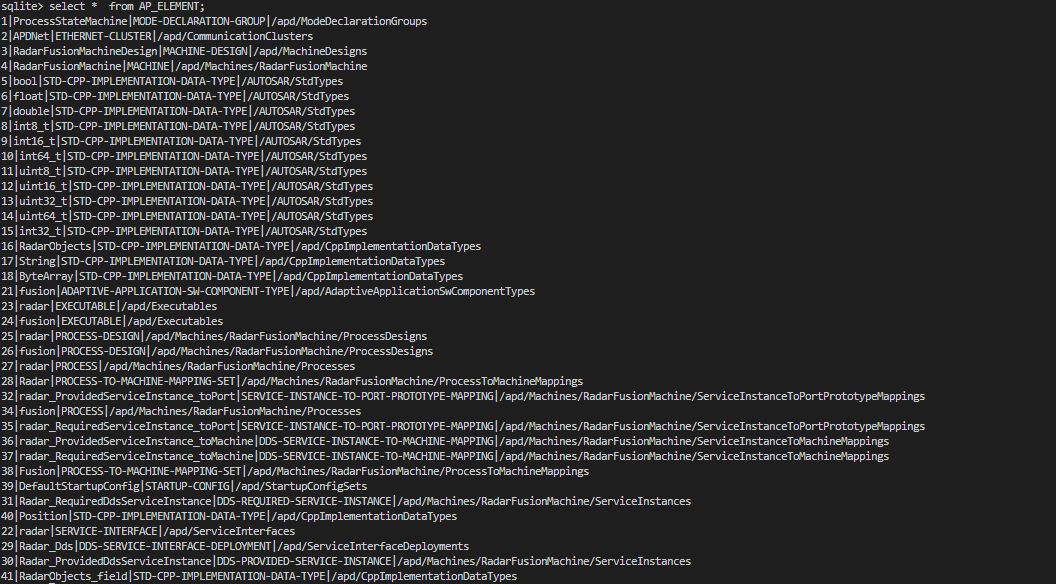 sqlite> select *  from AP_ELEMENT;
1|ProcessStateMachine|MODE-DECLARATION-GROUP|/apd/ModeDeclarationGroups
2|APDNet|ETHERNET-CLUSTER|/apd/CommunicationClusters
3|RadarFusionMachineDesign|MACHINE-DESIGN|/apd/MachineDesigns
4|RadarFusionMachine|MACHINE|/apd/Machines/RadarFusionMachine
5|bool|STD-CPP-IMPLEMENTATION-DATA-TYPE|/AUTOSAR/StdTypes
6|float|STD-CPP-IMPLEMENTATION-DATA-TYPE|/AUTOSAR/StdTypes
7|double|STD-CPP-IMPLEMENTATION-DATA-TYPE|/AUTOSAR/StdTypes
8|int8_t|STD-CPP-IMPLEMENTATION-DATA-TYPE|/AUTOSAR/StdTypes
9|int16_t|STD-CPP-IMPLEMENTATION-DATA-TYPE|/AUTOSAR/StdTypes
10|int64_t|STD-CPP-IMPLEMENTATION-DATA-TYPE|/AUTOSAR/StdTypes
11|uint8_t|STD-CPP-IMPLEMENTATION-DATA-TYPE|/AUTOSAR/StdTypes
12|uint16_t|STD-CPP-IMPLEMENTATION-DATA-TYPE|/AUTOSAR/StdTypes
13|uint32_t|STD-CPP-IMPLEMENTATION-DATA-TYPE|/AUTOSAR/StdTypes
14|uint64_t|STD-CPP-IMPLEMENTATION-DATA-TYPE|/AUTOSAR/StdTypes
15|int32_t|STD-CPP-IMPLEMENTATION-DATA-TYPE|/AUTOSAR/StdTypes
16|RadarObjects|STD-CPP-IMPLEMENTATION-DATA-TYPE|/apd/CppImplementationDataTypes
17|String|STD-CPP-IMPLEMENTATION-DATA-TYPE|/apd/CppImplementationDataTypes
18|ByteArray|STD-CPP-IMPLEMENTATION-DATA-TYPE|/apd/CppImplementationDataTypes
21|fusion|ADAPTIVE-APPLICATION-SW-COMPONENT-TYPE|/apd/AdaptiveApplicationSwComponentTypes
23|radar|EXECUTABLE|/apd/Executables
24|fusion|EXECUTABLE|/apd/Executables
25|radar|PROCESS-DESIGN|/apd/Machines/RadarFusionMachine/ProcessDesigns
26|fusion|PROCESS-DESIGN|/apd/Machines/RadarFusionMachine/ProcessDesigns
27|radar|PROCESS|/apd/Machines/RadarFusionMachine/Processes
28|Radar|PROCESS-TO-MACHINE-MAPPING-SET|/apd/Machines/RadarFusionMachine/ProcessToMachineMappings
32|radar_ProvidedServiceInstance_toPort|SERVICE-INSTANCE-TO-PORT-PROTOTYPE-MAPPING|/apd/Machines/RadarFusionMachine/ServiceInstanceToPortPrototypeMappings
34|fusion|PROCESS|/apd/Machines/RadarFusionMachine/Processes
35|radar_RequiredServiceInstance_toPort|SERVICE-INSTANCE-TO-PORT-PROTOTYPE-MAPPING|/apd/Machines/RadarFusionMachine/ServiceInstanceToPortPrototypeMappings
36|radar_ProvidedServiceInstance_toMachine|DDS-SERVICE-INSTANCE-TO-MACHINE-MAPPING|/apd/Machines/RadarFusionMachine/ServiceInstanceToMachineMappings
37|radar_RequiredServiceInstance_toMachine|DDS-SERVICE-INSTANCE-TO-MACHINE-MAPPING|/apd/Machines/RadarFusionMachine/ServiceInstanceToMachineMappings
38|Fusion|PROCESS-TO-MACHINE-MAPPING-SET|/apd/Machines/RadarFusionMachine/ProcessToMachineMappings
39|DefaultStartupConfig|STARTUP-CONFIG|/apd/StartupConfigSets
31|Radar_RequiredDdsServiceInstance|DDS-REQUIRED-SERVICE-INSTANCE|/apd/Machines/RadarFusionMachine/ServiceInstances
40|Position|STD-CPP-IMPLEMENTATION-DATA-TYPE|/apd/CppImplementationDataTypes
22|radar|SERVICE-INTERFACE|/apd/ServiceInterfaces
29|Radar_Dds|DDS-SERVICE-INTERFACE-DEPLOYMENT|/apd/ServiceInterfaceDeployments
30|Radar_ProvidedDdsServiceInstance|DDS-PROVIDED-SERVICE-INSTANCE|/apd/Machines/RadarFusionMachine/ServiceInstances
41|RadarObjects_field|STD-CPP-IMPLEMENTATION-DATA-TYPE|/apd/CppImplementationDataTypes